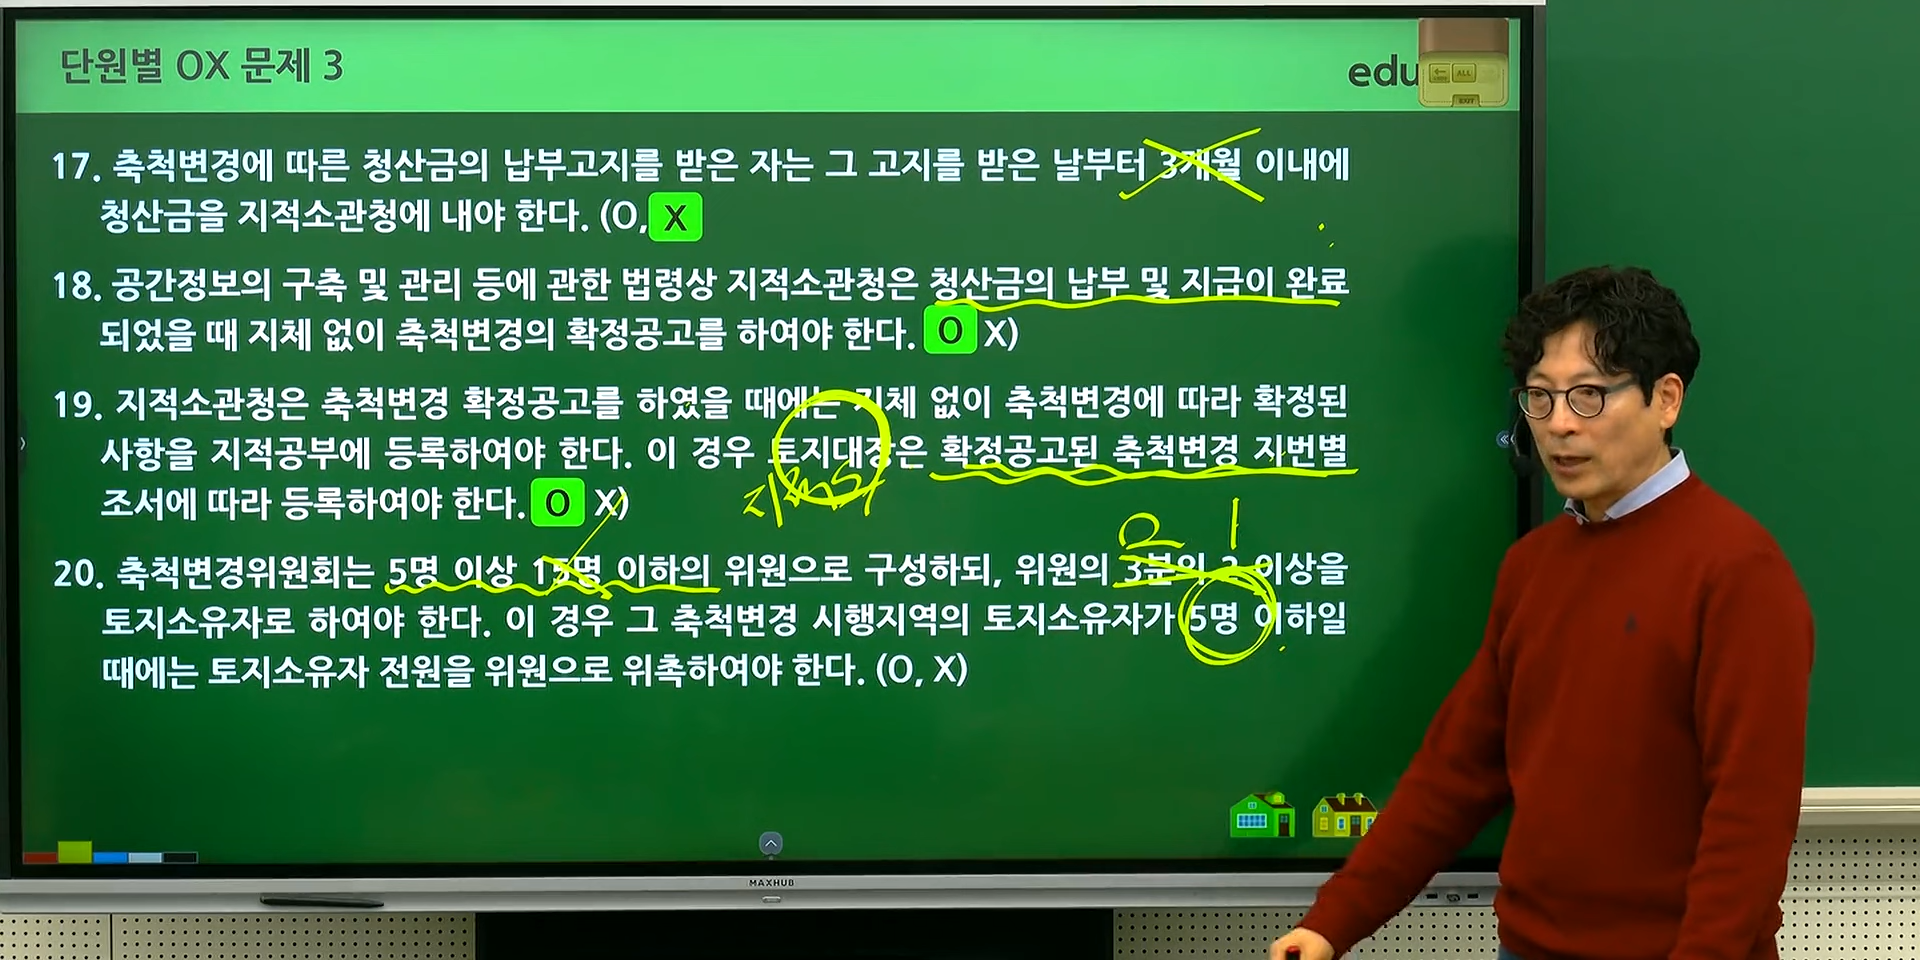 단원별 OX 문제 3
edu
17. 축척변경에 따른 청산금의 납부고지를 받은 자는 그 고지를 받은 날부터 3개월 이내에
청산금을 지적소관청에 내야 한다. (O, X
18. 공간정보의 구축 및 관리 등에 관한 법령상 지적소관청은 청산금의 납부 및 지급이 완료
되었을 때 지체 없이 축척변경의 확정공고를 하여야 한다. O X)
19. 지적소관청은 축척변경 확정공고를 하였을 때에는 지체 없이 축척변경에 따라 확정된
사항을 지적공부에 등록하여야 한다. 이 경우 토지대장은 확정공고된 축척변경 지번별
조서에 따라 등록하여야 한다. O X)
2 1
20. 축척변경위원회는 5명 이상 15명 이하의 위원으로 구성하되, 위원의 3분의 2 이상을
토지소유자로 하여야 한다. 이 경우 그 축척변경 시행지역의 토지소유자가 5명 이하일
때에는 토지소유자 전원을 위원으로 위촉하여야 한다. (O, X)
MAXHUB
ALL
EXIT